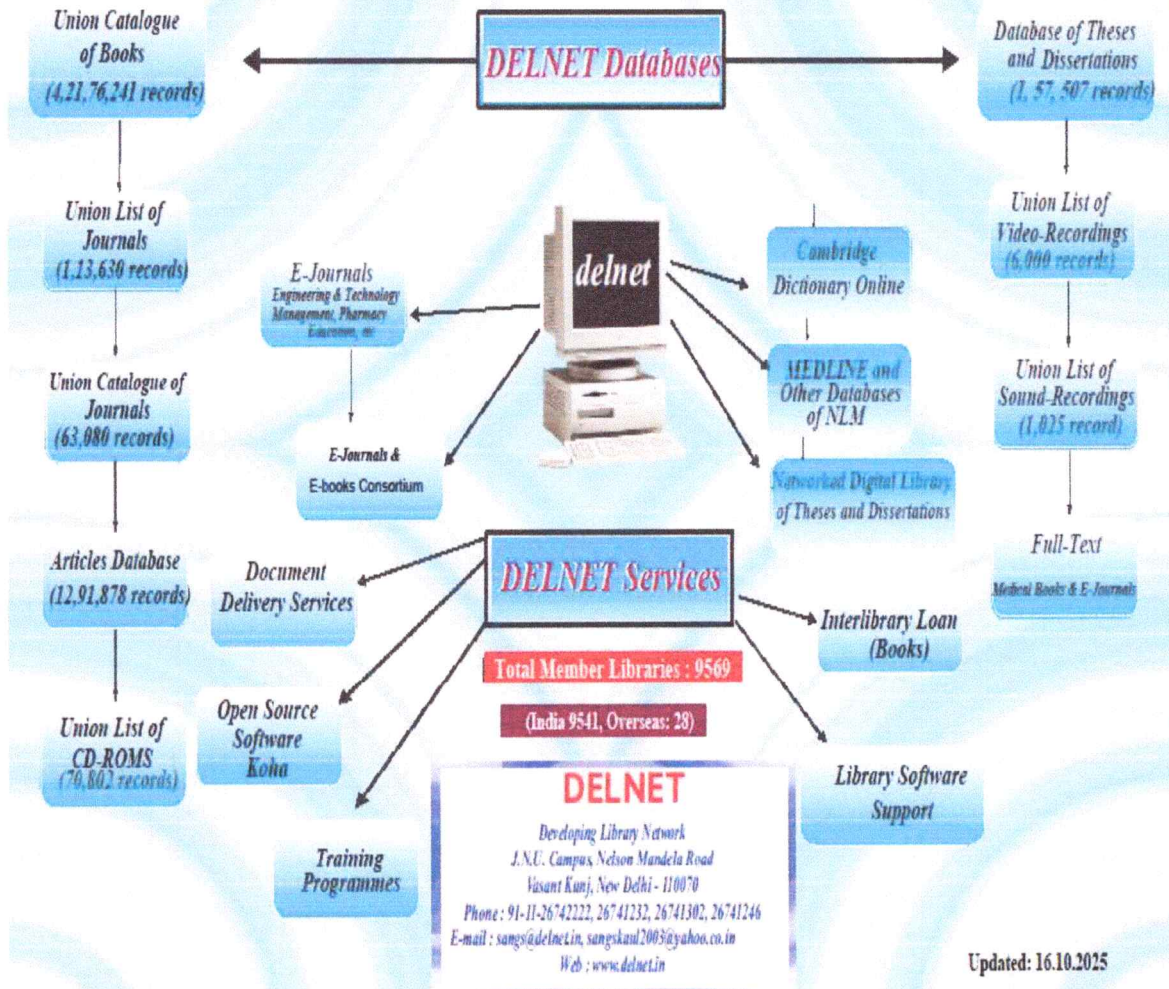 DELNET Databases
Union Catalogue
of Books
(4,21,76,241 records)
Union List of
Journals
(1,13,630 records)
Union Catalogue of
Journals
(63,080 records)
Articles Database
(12,91,878 records)
Union List of
CD-ROMS
(70,802 records)
Database of Theses
and Dissertations
(1, 57, 507 records)
Union List of
Video-Recordings
(6,000 records)
Union List of
Sound-Recordings
(1,025 record)
Full-Text
Medical Books & E-Journals
delnet
E-Journals
Engineering & Technology
Management, Pharmacy
Education, etc
E-Journals &
E-books Consortium
Cambridge
Dictionary Online
MEDLINE and
Other Databases
of NLM
Networked Digital Library
of Theses and Dissertations
DELNET Services
Document
Delivery Services
Open Source
Software
Koha
Training
Programmes
Interlibrary Loan
(Books)
Library Software
Support
Total Member Libraries : 9569
(India 9541, Overseas: 28)
DELNET
Developing Library Network
J.N.U. Campus, Nelson Mandela Road
Vasant Kunj, New Delhi - 110070
Phone : 91-11-26742222, 26741232, 26741302, 26741246
E-mail : sangs@delnet.in, sangskaul2003@yahoo.co.in
Web : www.delnet.in
Updated: 16.10.2025